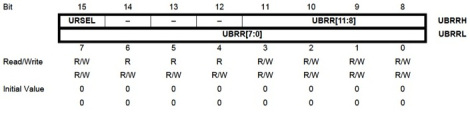 Bit 15 14 13 12 11 10 9 8
URSEL – – – UBRR[11:8] UBRRH
UBRR[7:0] UBRRL
7 6 5 4 3 2 1 0
Read/Write R/W R R R R/W R/W R/W R/W
R/W R/W R/W R/W R/W R/W R/W R/W
Initial Value 0 0 0 0 0 0 0 0
0 0 0 0 0 0 0 0